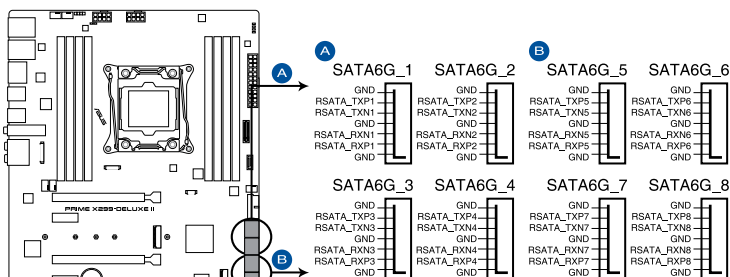 A
B
SATA6G_1
GND
RSATA_TXP1
RSATA_TXN1
GND
RSATA_RXN1
RSATA_RXP1
GND
SATA6G_2
GND
RSATA_TXP2
RSATA_TXN2
GND
RSATA_RXN2
RSATA_RXP2
GND
SATA6G_5
GND
RSATA_TXP5
RSATA_TXN5
GND
RSATA_RXN5
RSATA_RXP5
GND
SATA6G_6
GND
RSATA_TXP6
RSATA_TXN6
GND
RSATA_RXN6
RSATA_RXP6
GND
SATA6G_3
GND
RSATA_TXP3
RSATA_TXN3
GND
RSATA_RXN3
RSATA_RXP3
GND
SATA6G_4
GND
RSATA_TXP4
RSATA_TXN4
GND
RSATA_RXN4
RSATA_RXP4
GND
SATA6G_7
GND
RSATA_TXP7
RSATA_TXN7
GND
RSATA_RXN7
RSATA_RXP7
GND
SATA6G_8
GND
RSATA_TXP8
RSATA_TXN8
GND
RSATA_RXN8
RSATA_RXP8
GND
A
ASUS
PRIME X299-DELUXE II
B